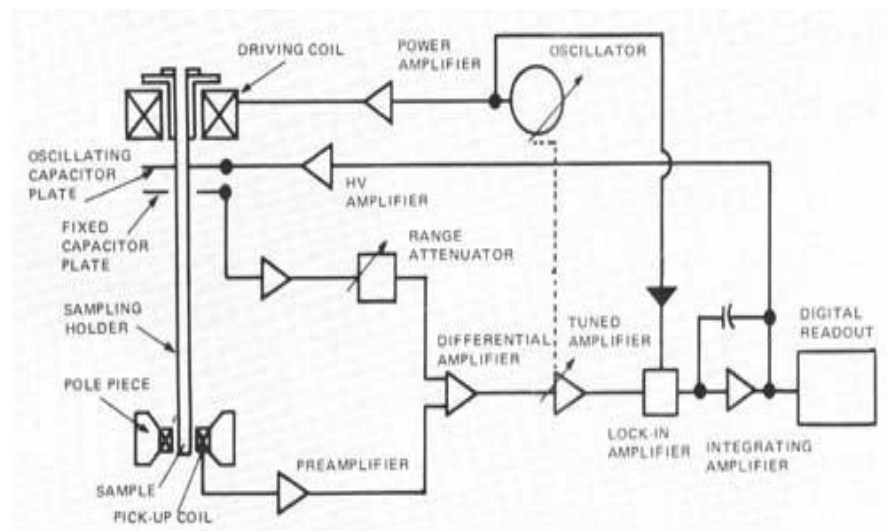 DRIVING COIL
POWER
AMPLIFIER
OSCILLATOR
OSCILLATING
CAPACITOR
PLATE
HV
AMPLIFIER
FIXED
CAPACITOR
PLATE
RANGE
ATTENUATOR
SAMPLING
HOLDER
DIFFERENTIAL
AMPLIFIER
TUNED
AMPLIFIER
DIGITAL
READOUT
POLE PIECE
LOCK-IN
AMPLIFIER
INTEGRATING
AMPLIFIER
PREAMPLIFIER
SAMPLE
PICK-UP COIL